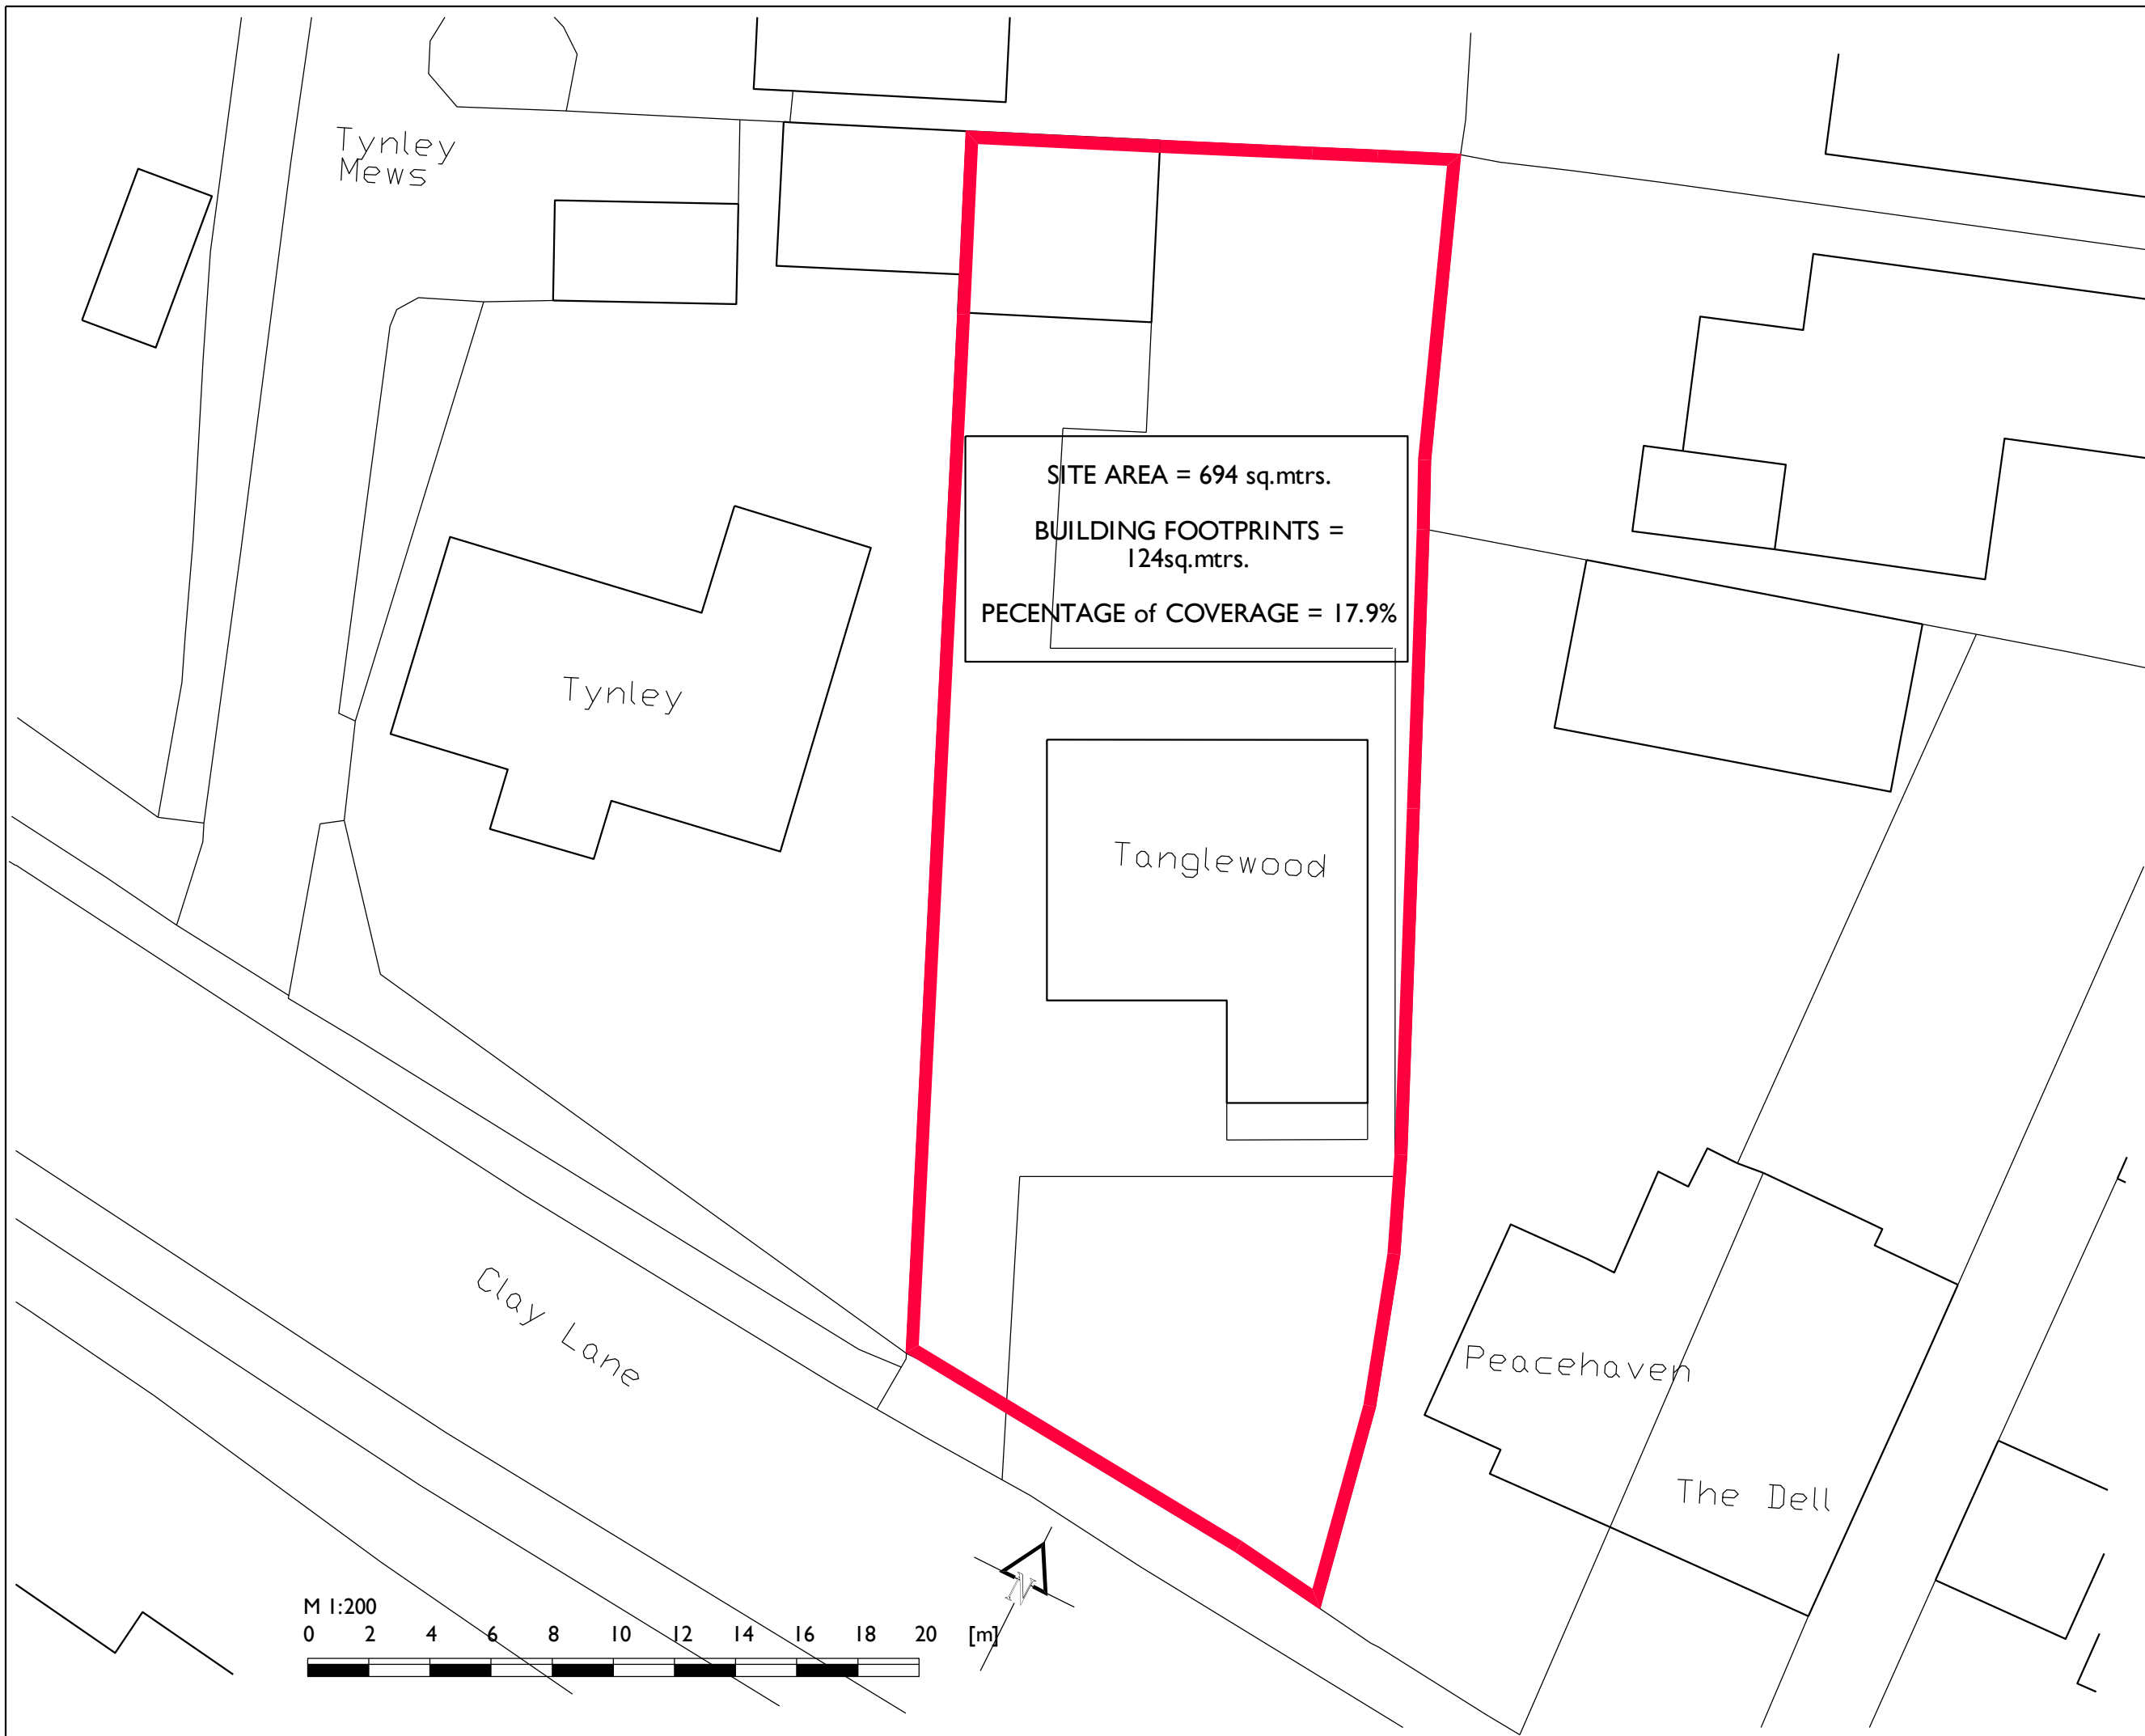 Tynley
Mews
SITE AREA = 694 sq.mtrs.
BUILDING FOOTPRINTS =
124sq.mtrs.
PECENTAGE of COVERAGE = 17.9%
Tynley
Tanglewood
Clay Lane
Peacehaven
The Dell
N
M 1:200
0 2 4 6 8 10 12 14 16 18 20 [m]